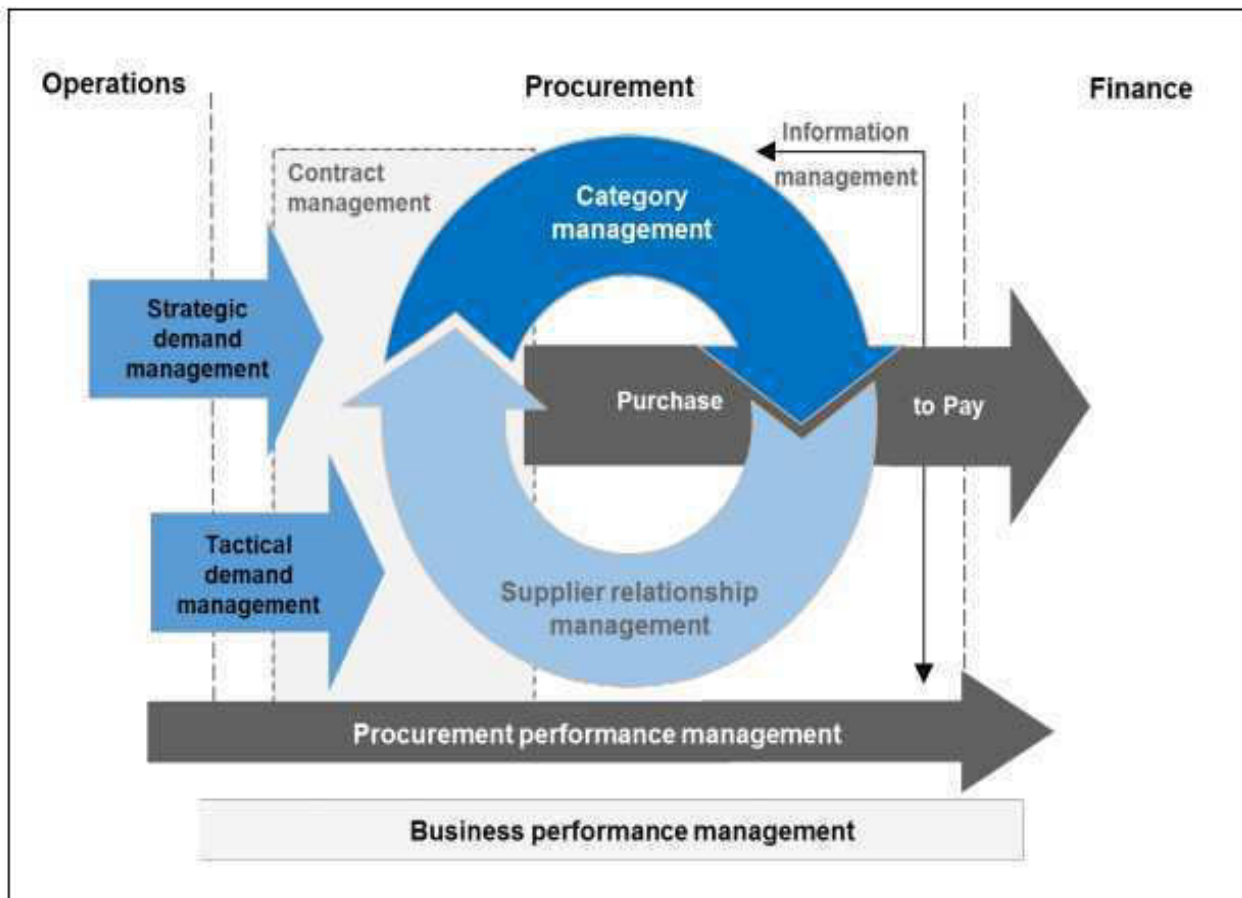 Operations
Procurement
Finance
Information
management
Contract
management
Category
management
Strategic
demand
management
Purchase
to Pay
Tactical
demand
management
Supplier relationship
management
Procurement performance management
Business performance management